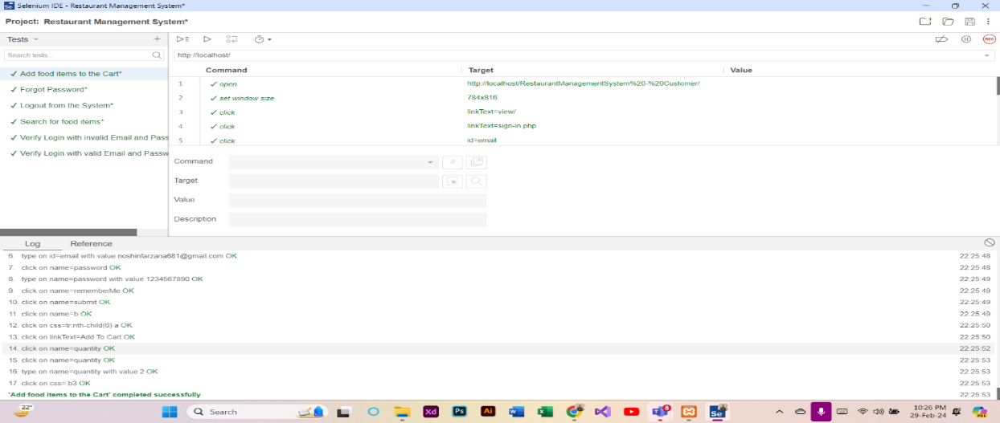 Selenium IDE - Restaurant Management System*
Project: Restaurant Management System*
Tests
Search tests...
✓ Add food items to the Cart*
✓ Forgot Password*
✓ Logout from the System*
✓ Search for food items*
✓ Verify Login with invalid Email and Pass
✓ Verify Login with valid Email and Passw
REC
http://localhost/
Command Target Value
1 ✓ open http://localhost/RestaurantManagementSystem%20-%20Customer/
2 ✓ set window size 784x816
3 ✓ click linkText=view/
4 ✓ click linkText=sign-in.php
5 ✓ click id=email
Command //
Target
Value
Description
Log Reference
6. type on id=email with value noshinfarzana681@gmail.com OK 22:25:48
7. click on name=password OK 22:25:48
8. type on name=password with value 1234567890 OK 22:25:49
9. click on name=rememberMe OK 22:25:49
10. click on name=submit OK 22:25:49
11. click on name=b OK 22:25:49
12. click on css=tr:nth-child(6) a OK 22:25:50
13. click on linkText=Add To Cart OK 22:25:50
14. click on name=quantity OK 22:25:52
15. click on name=quantity OK 22:25:53
16. type on name=quantity with value 2 OK 22:25:53
17. click on css=.b3 OK 22:25:53
'Add food items to the Cart' completed successfully 22:25:53
22°
Search
Xd Ps Ai
8
Se
10:26 PM
29-Feb-24
PRE